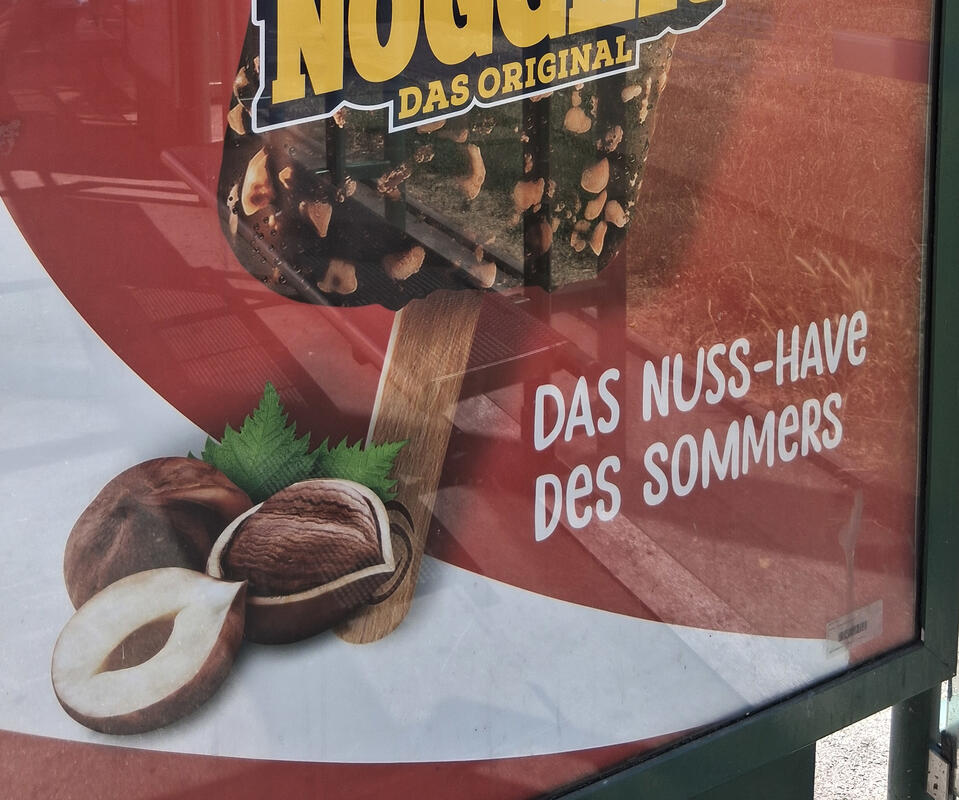 DAS ORIGINAL
DAS NUSS-HAVE
DES SOMMERS